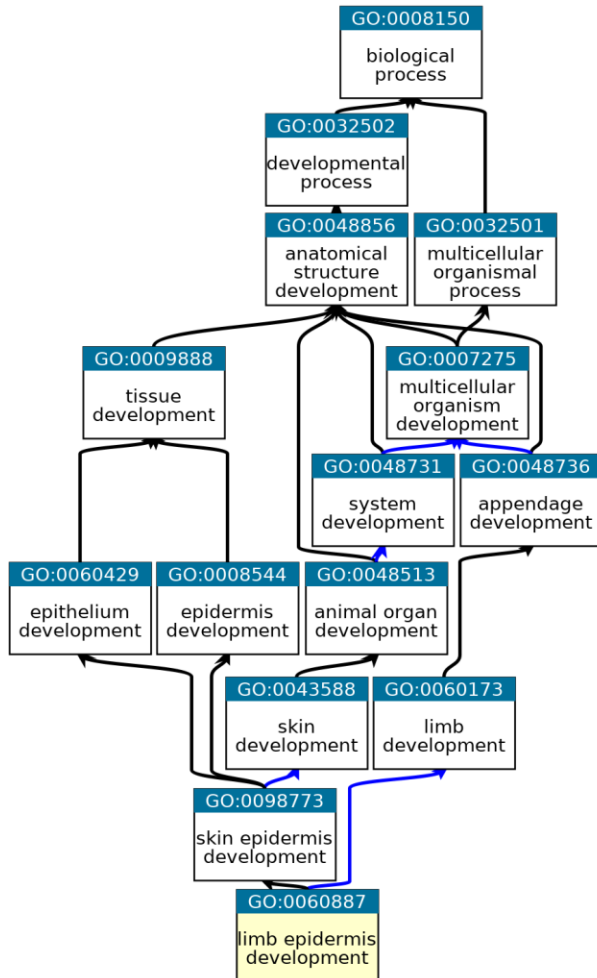 GO:0008150
biological
process
GO:0032502
developmental
process
GO:0048856
anatomical
structure
development
GO:0032501
multicellular
organismal
process
GO:0009888
tissue
development
GO:0007275
multicellular
organism
development
GO:0048731
system
development
GO:0048736
appendage
development
GO:0060429
epithelium
development
GO:0008544
epidermis
development
GO:0048513
animal organ
development
GO:0043588
skin
development
GO:0060173
limb
development
GO:0098773
skin epidermis
development
GO:0060887
limb epidermis
development